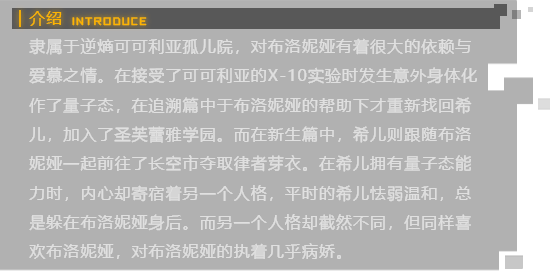 介绍 INTRODUCE
隶属于逆熵可可利亚孤儿院，对布洛妮娅有着很大的依赖与
爱慕之情。在接受了可可利亚的X-10实验时发生意外身体化
作了量子态，在追溯篇中于布洛妮娅的帮助下才重新找回希
儿，加入了圣芙蕾雅学园。而在新生篇中，希儿则跟随布洛
妮娅一起前往了长空市夺取律者芽衣。在希儿拥有量子态能
力时，内心却寄宿着另一个人格，平时的希儿怯弱温和，总
是躲在布洛妮娅身后。而另一个人格却截然不同，但同样喜
欢布洛妮娅，对布洛妮娅的执着几乎病娇。